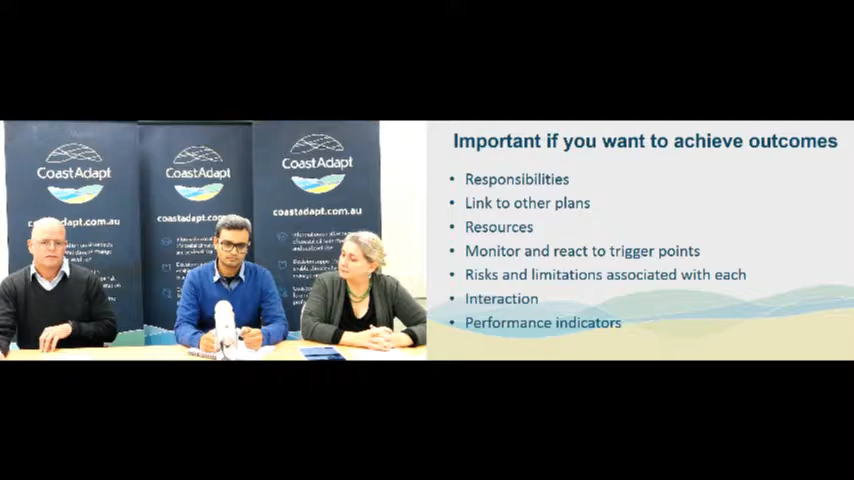 CoastAdapt
CoastAdapt
CoastAdapt
coastadapt.com.au
coastadapt.com
coastadapt.com.au
Important if you want to achieve outcomes
• Responsibilities
• Link to other plans
• Resources
• Monitor and react to trigger points
• Risks and limitations associated with each
• Interaction
• Performance indicators